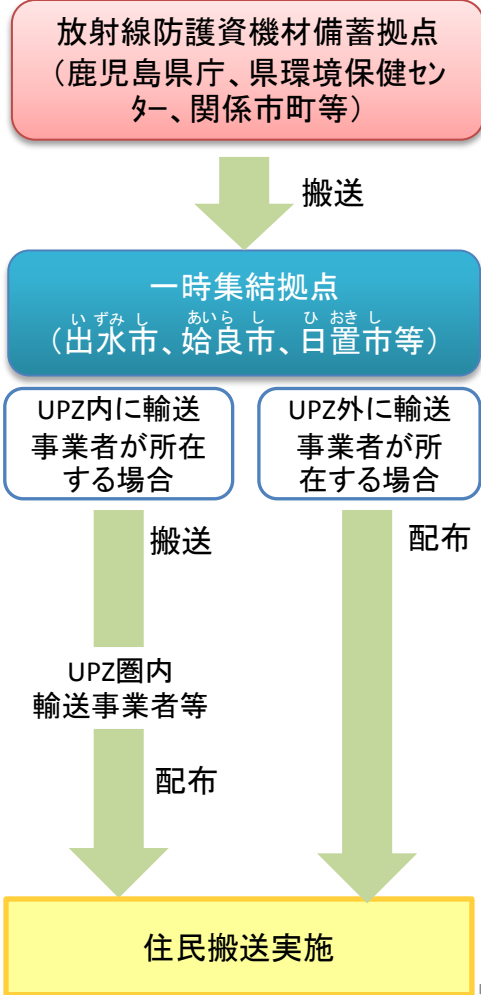 放射線防護資機材備蓄拠点
（鹿児島県庁、県環境保健セン
ター、関係市町等）
搬送
一時集結拠点
いずみし あいらし ひおきし
（出水市、姶良市、日置市等）
UPZ内に輸送
事業者が所在
する場合
UPZ外に輸送
事業者が所
在する場合
搬送
配布
UPZ圏内
輸送事業者等
配布
住民搬送実施